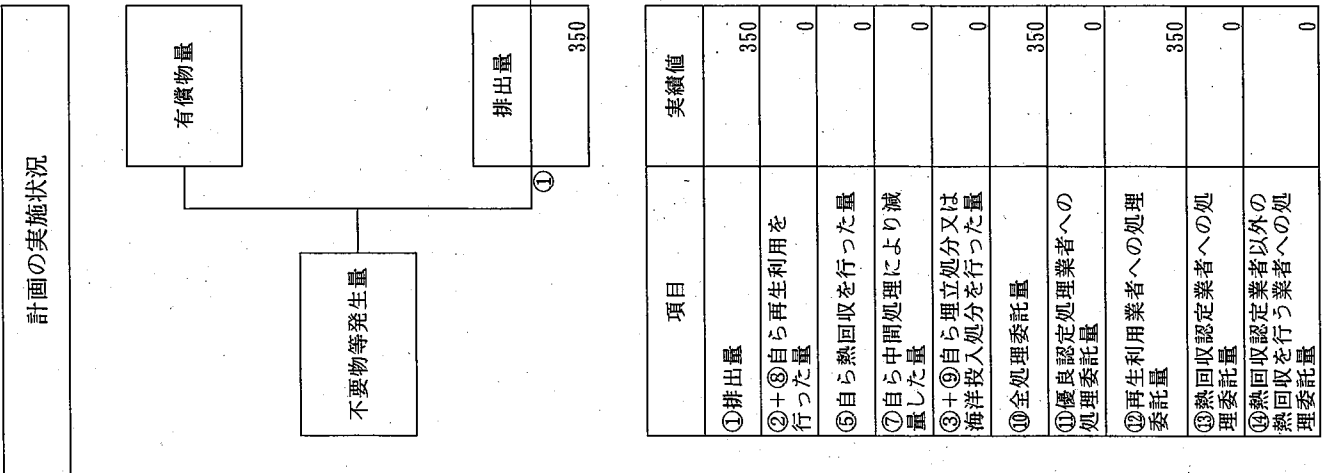 計画の実施状況
有償物量
不要物等発生量
排出量
①
350
項目
実績値
①排出量
350
②+⑧自ら再生利用を
行った量
0
⑤自ら熱回収を行った量
0
⑦自ら中間処理により減
量した量
0
③+⑨自ら埋立処分又は
海洋投入処分を行った量
0
⑩全処理委託量
350
⑪優良認定処理業者への
処理委託量
0
⑫再生利用業者への処理
委託量
350
⑬熱回収認定業者への処
理委託量
0
⑭熱回収認定業者以外の
熱回収を行う業者への処
理委託量
0